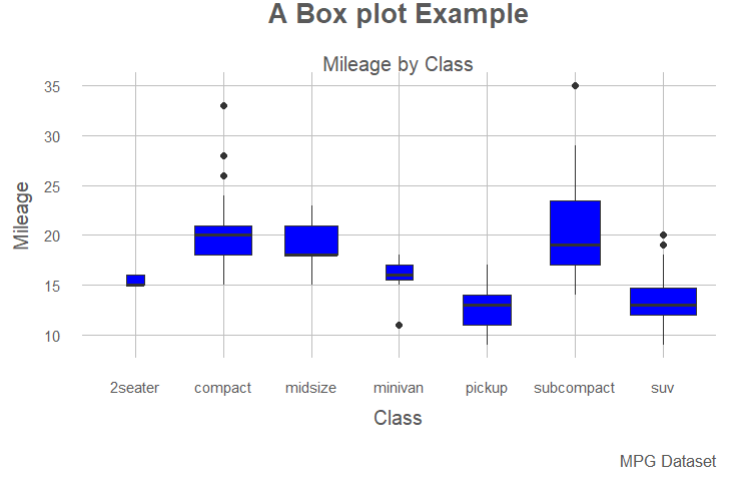 A Box plot Example
Mileage by Class
Mileage
35
30
25
20
15
10
2seater compact midsize minivan pickup subcompact suv
Class
MPG Dataset